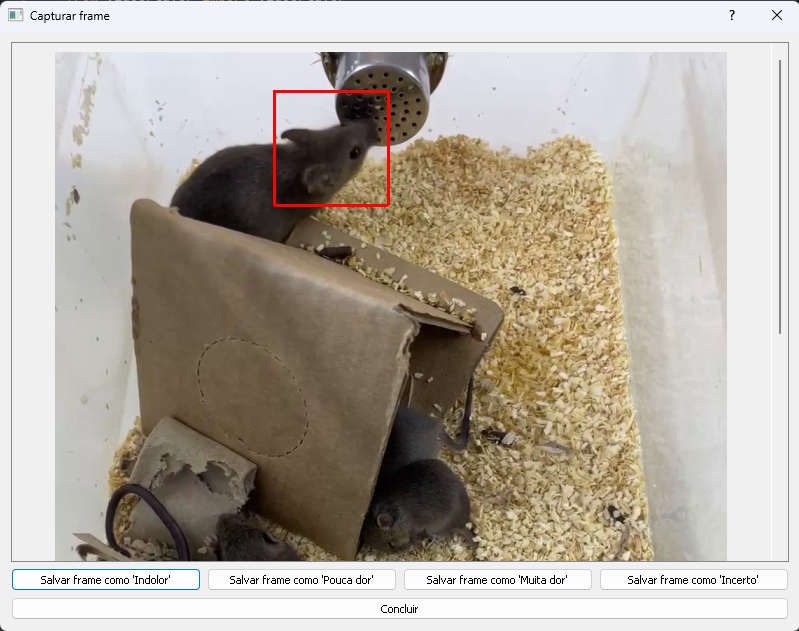 Capturar frame
Salvar frame como 'Indolor'
Salvar frame como 'Pouca dor'
Salvar frame como 'Muita dor'
Salvar frame como 'Incerto'
Concluir